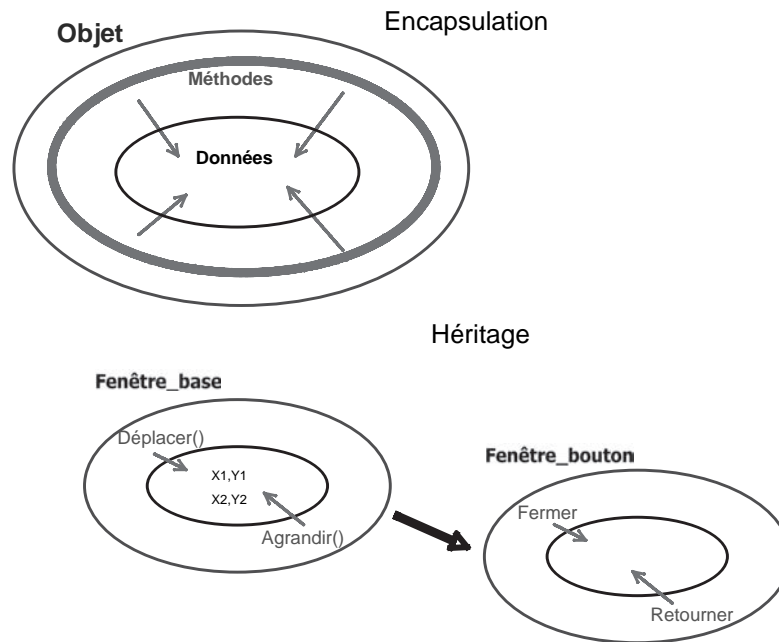 Encapsulation
Objet
Méthodes
Données
Héritage
Fenêtre_base
Déplacer()
X1,Y1
X2,Y2
Agrandir()
Fenêtre_bouton
Fermer
Retourner